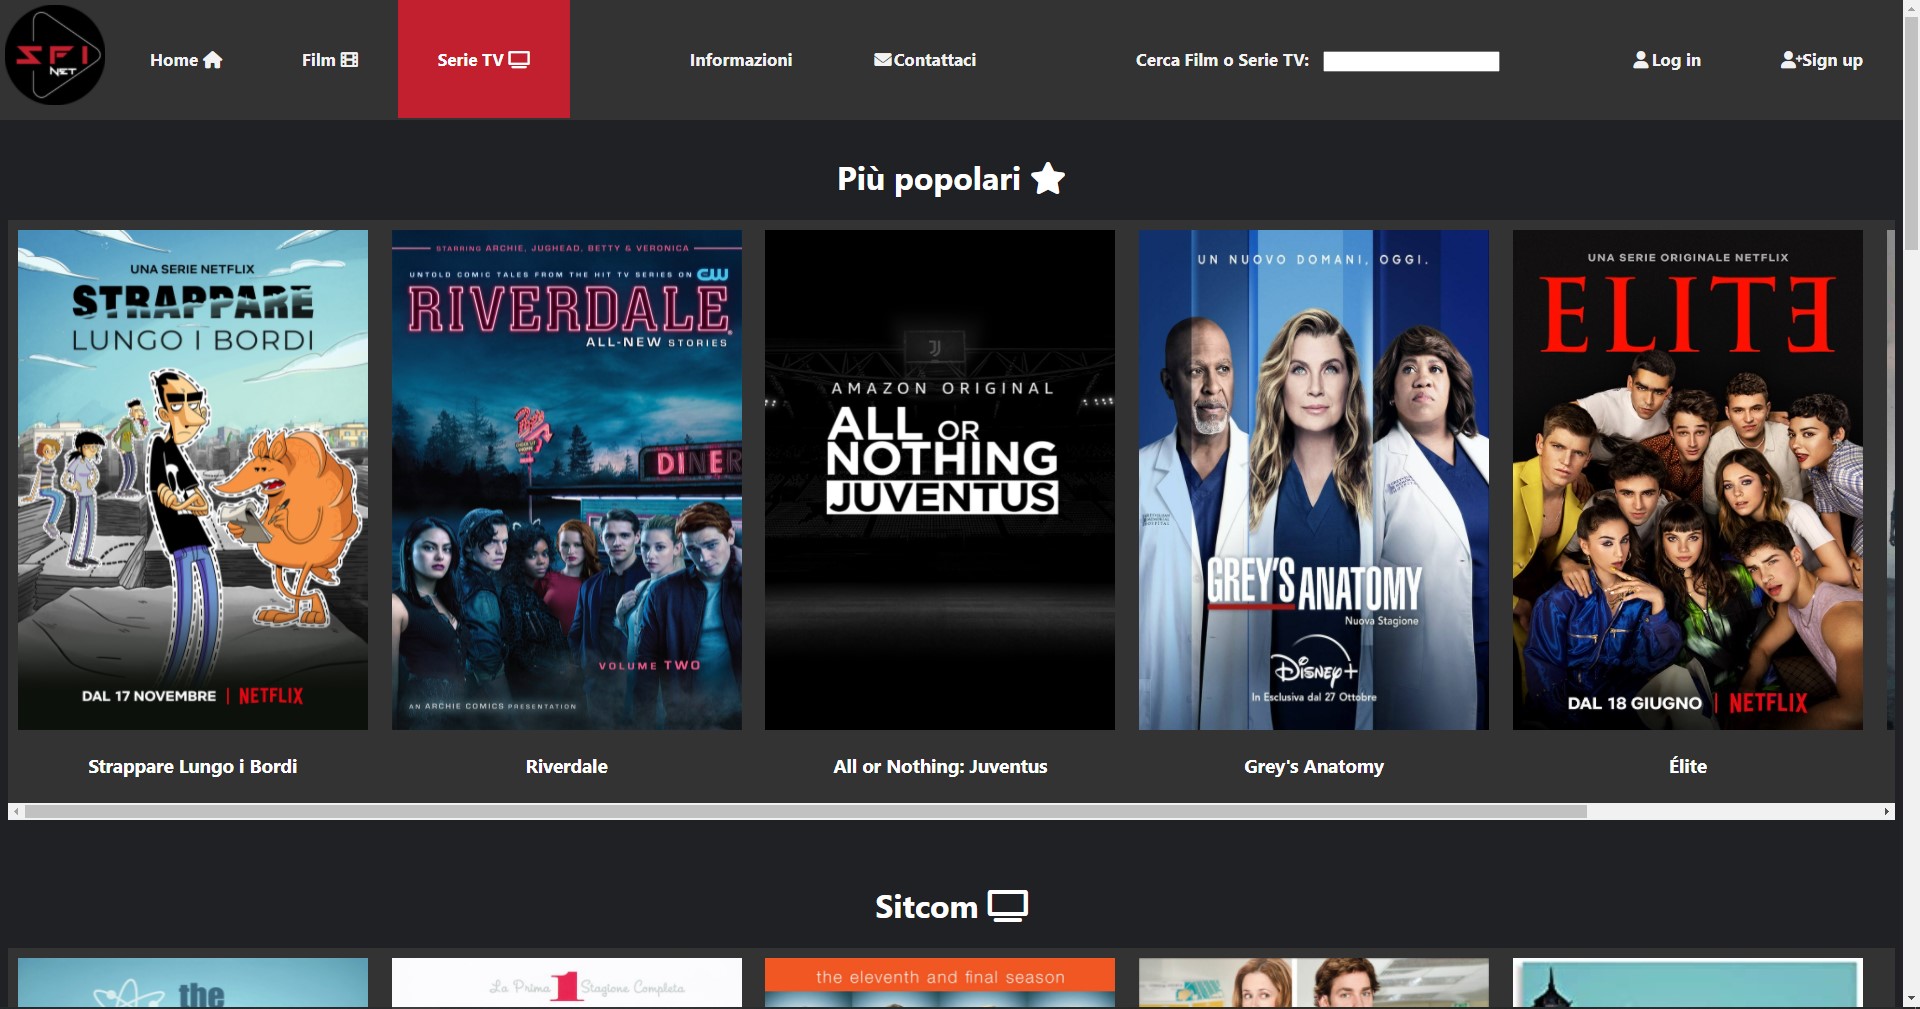 SFI
NET
Home
Film
Serie TV
Informazioni
Contattaci
Cerca Film o Serie TV:
Log in
Sign up
Più popolari
UNA SERIE NETFLIX
STRAPPARE
LUNGO I BORDI
DAL 17 NOVEMBRE | NETFLIX
STARRING ARCHIE, JUGHEAD, BETTY & VERONICA
UNTOLD COMIC TALES FROM THE HIT TV SERIES ON CW
RIVERDALE
ALL-NEW STORIES
DINER
VOLUME TWO
AN ARCHIE COMICS PRESENTATION
AMAZON ORIGINAL
ALL OR
NOTHING
JUVENTUS
UN NUOVO DOMANI, OGGI.
GREY'S ANATOMY
Nuova Stagione
Disney+
In Esclusiva dal 27 Ottobre
UNA SERIE ORIGINALE NETFLIX
ELITE
DAL 18 GIUGNO | NETFLIX
Strappare Lungo i Bordi
Riverdale
All or Nothing: Juventus
Grey's Anatomy
Élite
Sitcom
the
La Prima 1 Stagione Completa
the eleventh and final season